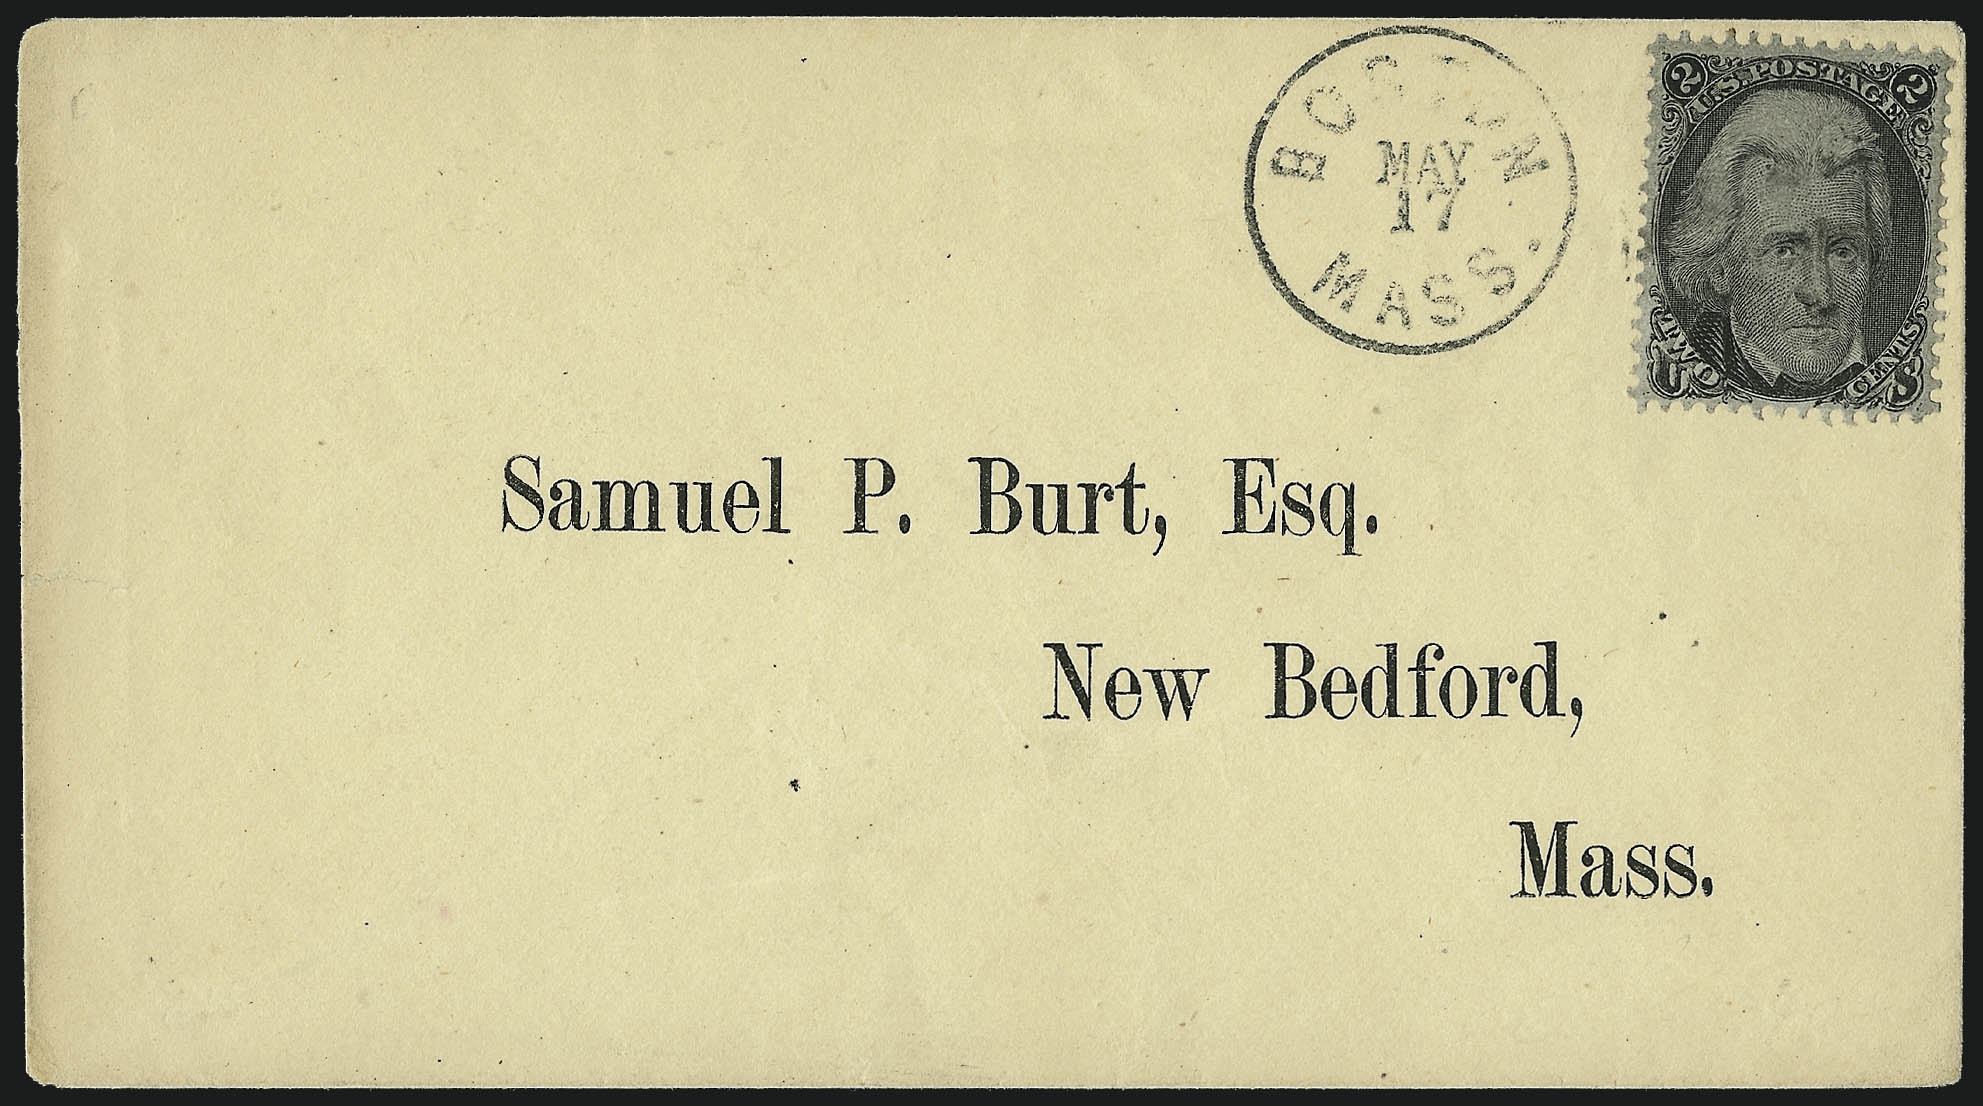 BOSTON
MAY
17
MASS.
2 U.S. POSTAGE 2
TWO CENTS
U S
Samuel P. Burt, Esq.
New Bedford,
Mass.